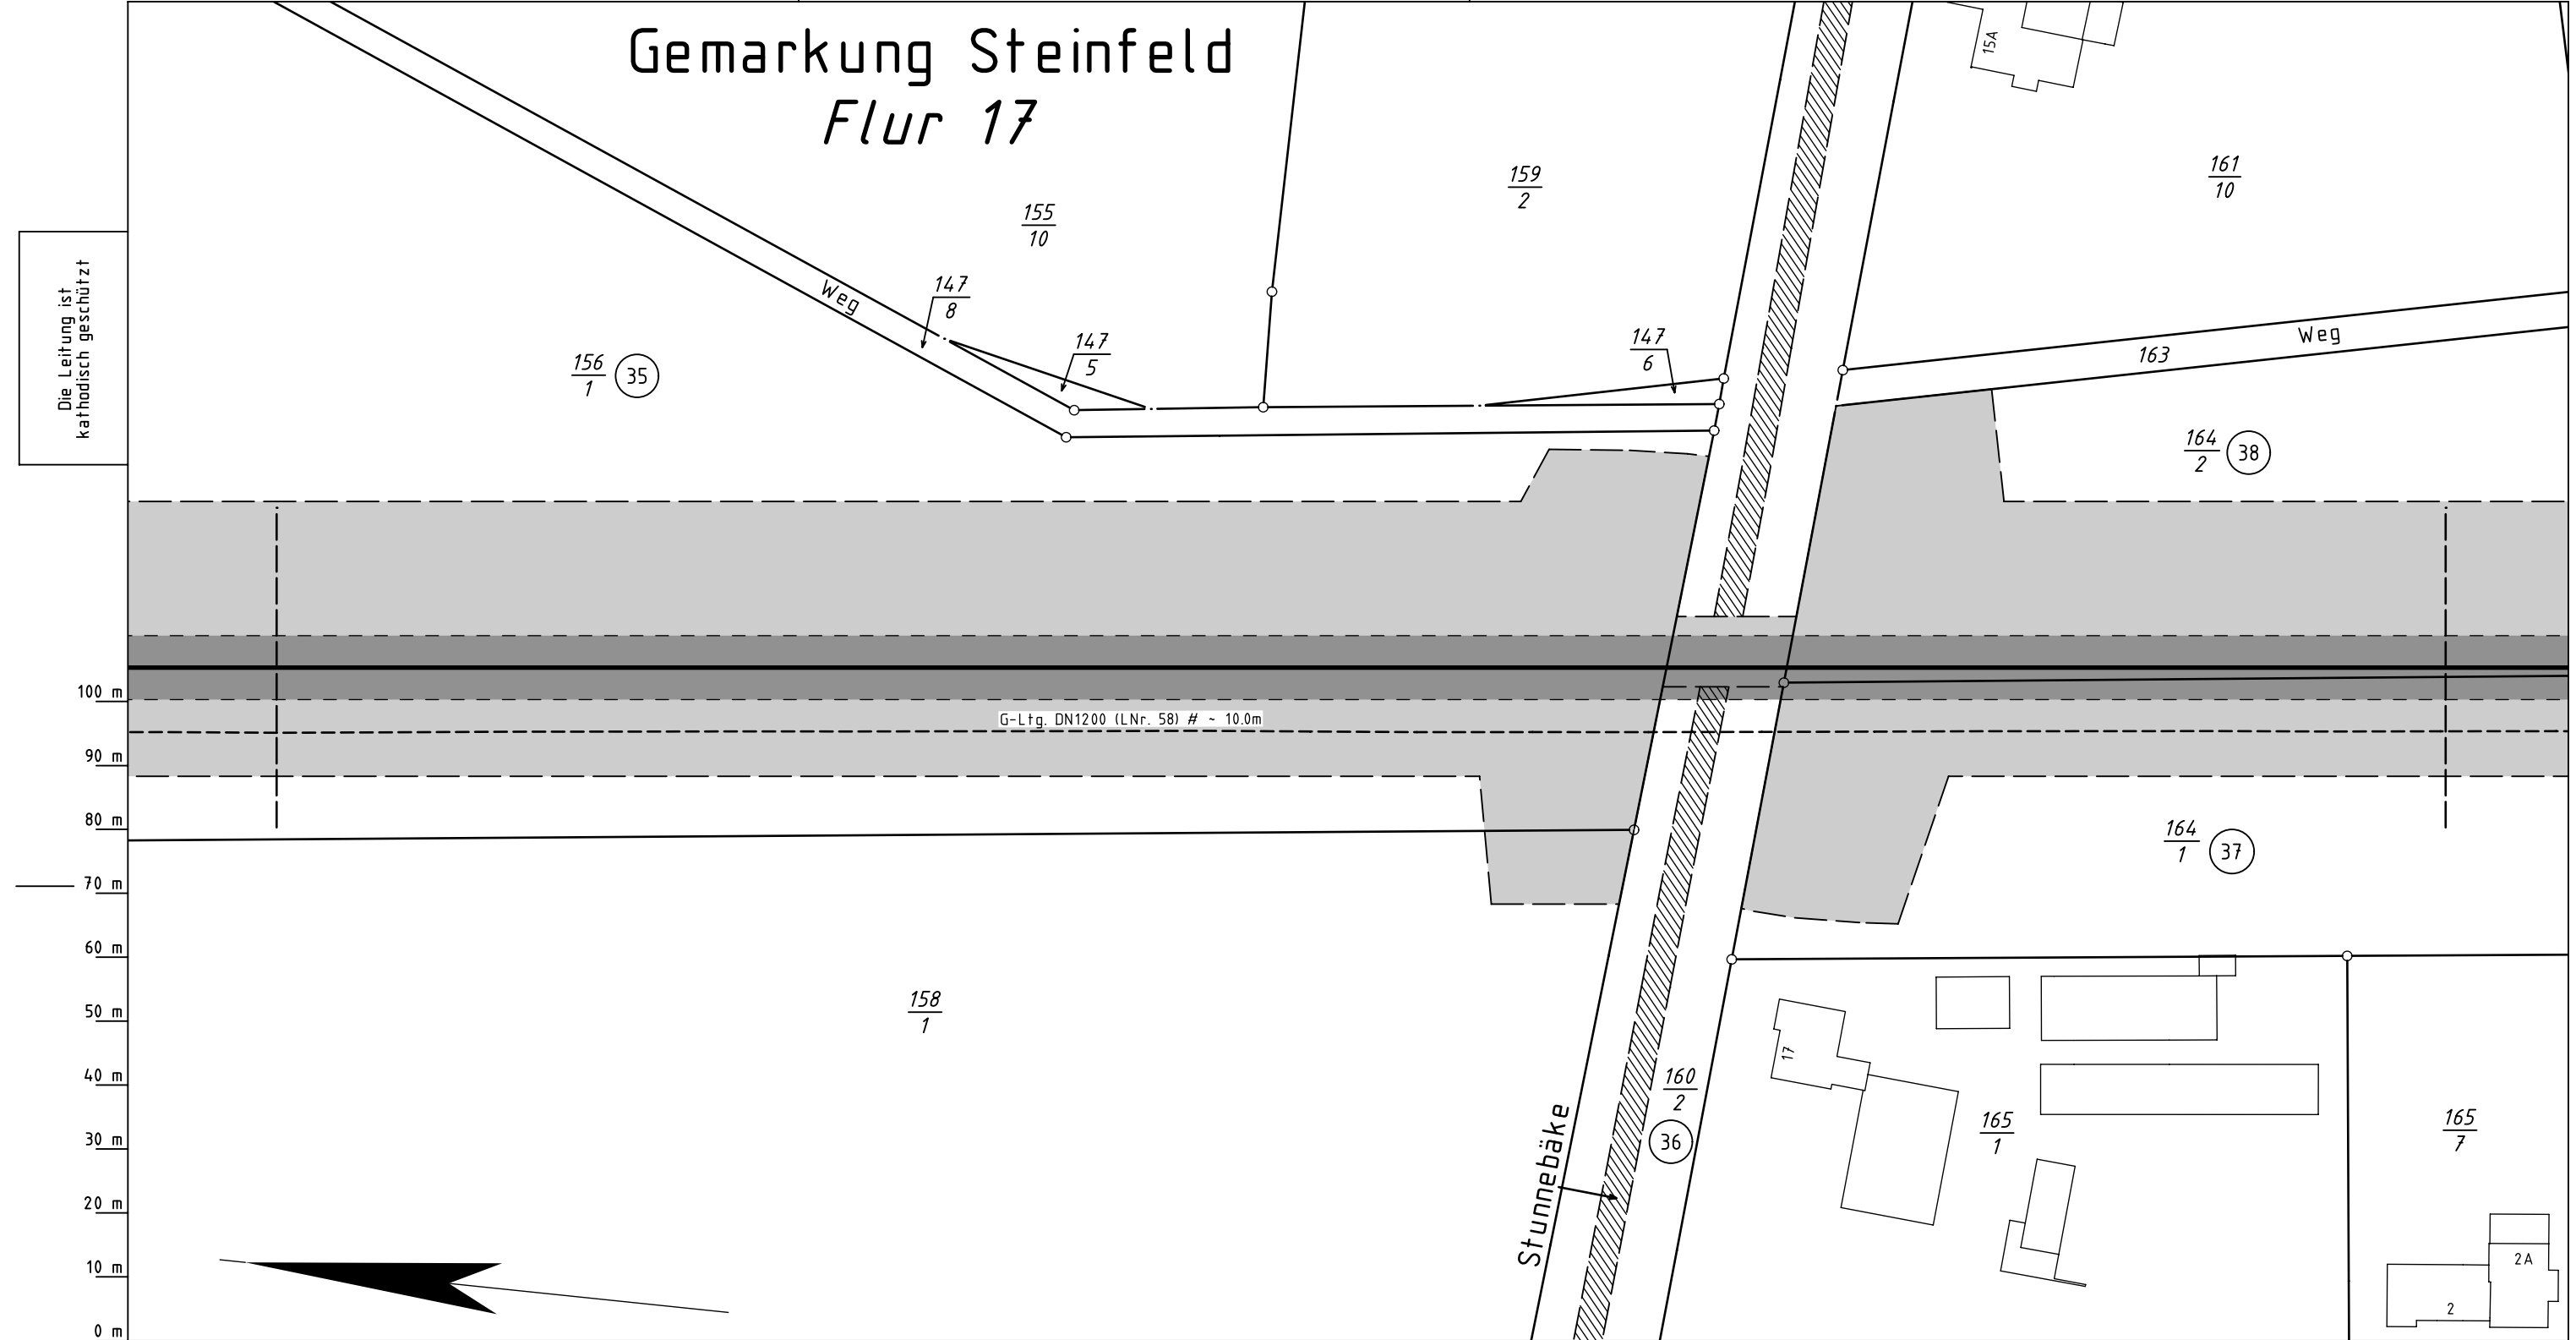 Gemarkung Steinfeld
Flur 17
15A
161
10
159
2
155
10
147
8
Weg
147
5
147
6
156
1
35
Die Leitung ist
kathodisch geschützt
Weg
163
164
2
38
100 m
G-Ltg. DN1200 (LNr. 58) # ~ 10.0m
90 m
80 m
164
1
37
70 m
60 m
158
1
50 m
17
40 m
160
2
36
165
1
165
7
30 m
Stunnebäke
20 m
10 m
2A
2
0 m